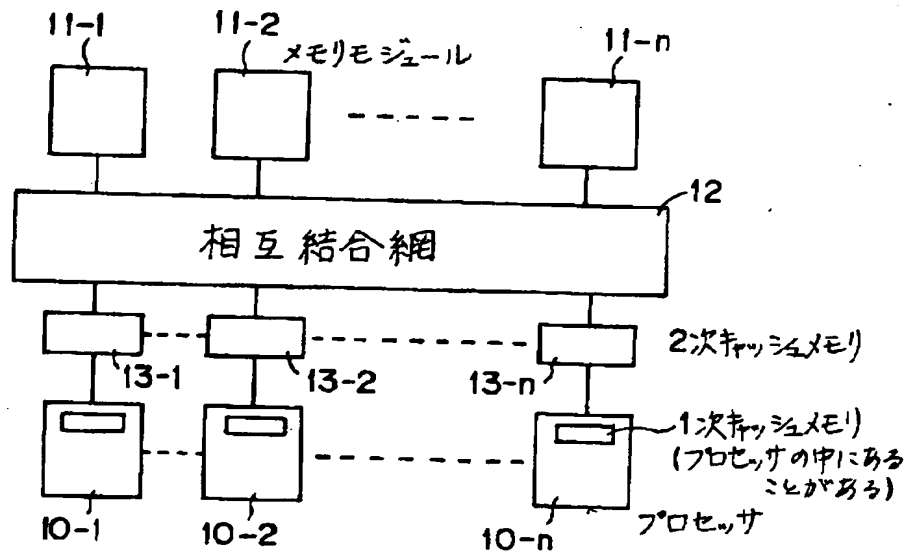 11-1
11-2
メモリモジュール
11-n
12
相互結合網
2次キャッシュメモリ
13-1
13-2
13-n
1次キャッシュメモリ
(プロセッサの中にある
ことがある)
10-1
10-2
10-n
プロセッサ